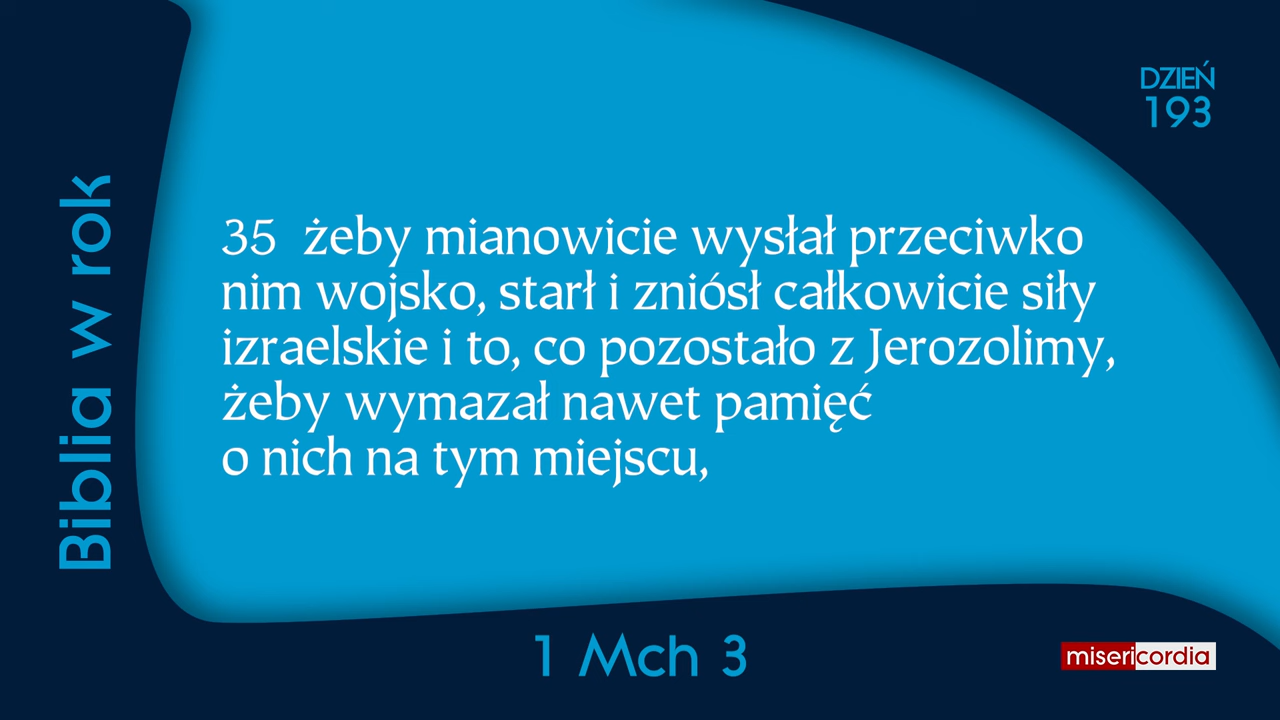 DZIEŃ
193
Biblia w rok
35 żeby mianowicie wysłał przeciwko
nim wojsko, starł i zniósł całkowicie siły
izraelskie i to, co pozostało z Jerozolimy,
żeby wymazał nawet pamięć
o nich na tym miejscu,
1 Mch 3
misericordia